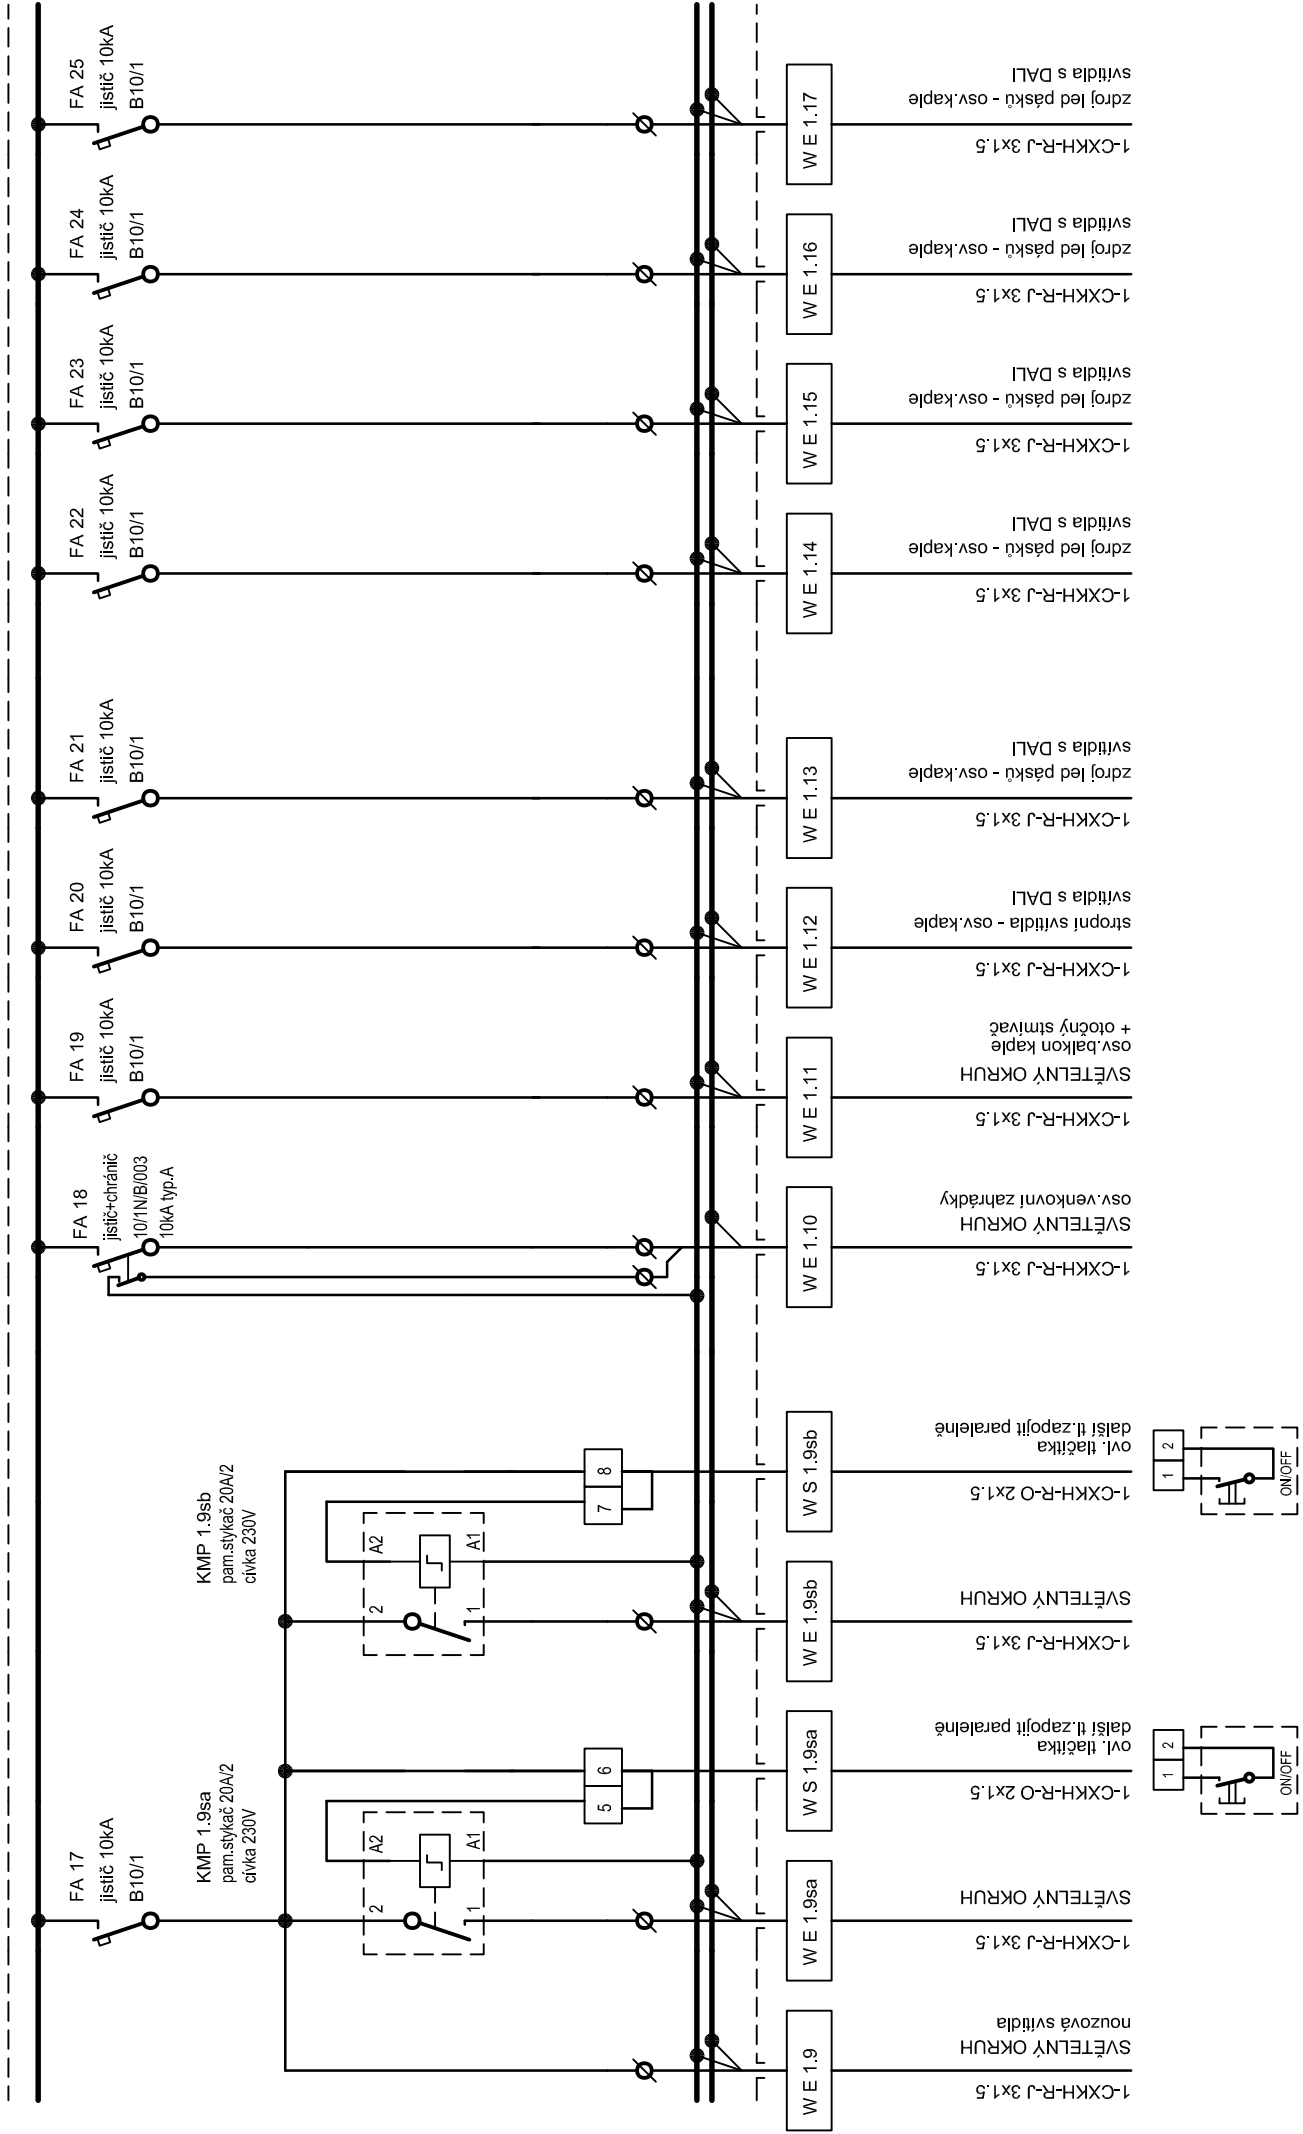 FA 17
jistič 10kA
B10/1
KMP 1.9sa
pam.stykač 20A/2
cívka 230V
2
1
A2
A1
5
6
KMP 1.9sb
pam.stykač 20A/2
cívka 230V
2
1
A2
A1
7
8
FA 18
jistič+chránič
10/1N/B/003
10kA typ.A
FA 19
jistič 10kA
B10/1
FA 20
jistič 10kA
B10/1
FA 21
jistič 10kA
B10/1
FA 22
jistič 10kA
B10/1
FA 23
jistič 10kA
B10/1
FA 24
jistič 10kA
B10/1
FA 25
jistič 10kA
B10/1
W E 1.9
1-CXKH-R-J 3x1.5
SVĚTELNÝ OKRUH
nouzová svítidla
W E 1.9sa
1-CXKH-R-J 3x1.5
SVĚTELNÝ OKRUH
W S 1.9sa
1-CXKH-R-O 2x1.5
ovl. tlačítka
další tl.zapojit paralelně
1
2
ON/OFF
W E 1.9sb
1-CXKH-R-J 3x1.5
SVĚTELNÝ OKRUH
W S 1.9sb
1-CXKH-R-O 2x1.5
ovl. tlačítka
další tl.zapojit paralelně
1
2
ON/OFF
W E 1.10
1-CXKH-R-J 3x1.5
SVĚTELNÝ OKRUH
osv.venkovní zahrádky
W E 1.11
1-CXKH-R-J 3x1.5
SVĚTELNÝ OKRUH
osv.balkon kaple
+ otočný stmívač
W E 1.12
1-CXKH-R-J 3x1.5
stropní svítidla - osv.kaple
svítidla s DALI
W E 1.13
1-CXKH-R-J 3x1.5
zdroj led pásků - osv.kaple
svítidla s DALI
W E 1.14
1-CXKH-R-J 3x1.5
zdroj led pásků - osv.kaple
svítidla s DALI
W E 1.15
1-CXKH-R-J 3x1.5
zdroj led pásků - osv.kaple
svítidla s DALI
W E 1.16
1-CXKH-R-J 3x1.5
zdroj led pásků - osv.kaple
svítidla s DALI
W E 1.17
1-CXKH-R-J 3x1.5
zdroj led pásků - osv.kaple
svítidla s DALI